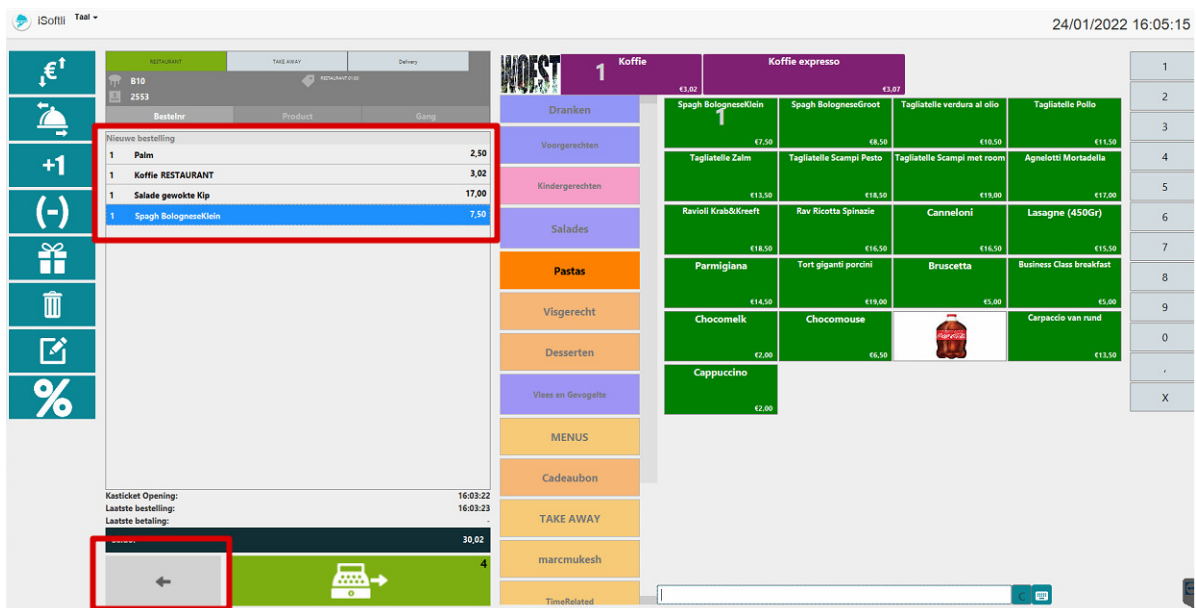 iSoftli Taal
24/01/2022 16:05:15
€
+1
(-)
%
RESTAURANT TAKE AWAY Delivery
B10 RESTAURANT 01:00
2553
Bestelnr Product Gang
Nieuwe bestelling
1 Palm 2,50
1 Koffie RESTAURANT 3,02
1 Salade gewokte Kip 17,00
1 Spagh BologneseKlein 7,50
Kasticket Opening: 16:03:22
Laatste bestelling: 16:03:23
Laatste betaling: -
30,02
4
WOEST
1 Koffie €3,02
Koffie expresso €3,07
Dranken
Voorgerechten
Kindergerechten
Salades
Pastas
Visgerecht
Desserten
Vlees en Gevogelte
MENUS
Cadeaubon
TAKE AWAY
marcmukesh
TimeRelated
Spagh BologneseKlein 1 €7,50
Spagh BologneseGroot €8,50
Tagliatelle verdura al olio €10,50
Tagliatelle Pollo €11,50
Tagliatelle Zalm €13,50
Tagliatelle Scampi Pesto €18,50
Tagliatelle Scampi met room €19,00
Agnelotti Mortadella €17,00
Ravioli Krab&Kreeft €18,50
Rav Ricotta Spinazie €16,50
Canneloni €16,50
Lasagne (450Gr) €15,50
Parmigiana €14,50
Tort giganti porcini €19,00
Bruscetta €5,00
Business Class breakfast €5,00
Chocomelk €2,00
Chocomouse €6,50
Coca-Cola
Carpaccio van rund €13,50
Cappuccino €2,00
1
2
3
4
5
6
7
8
9
0
,
X
C